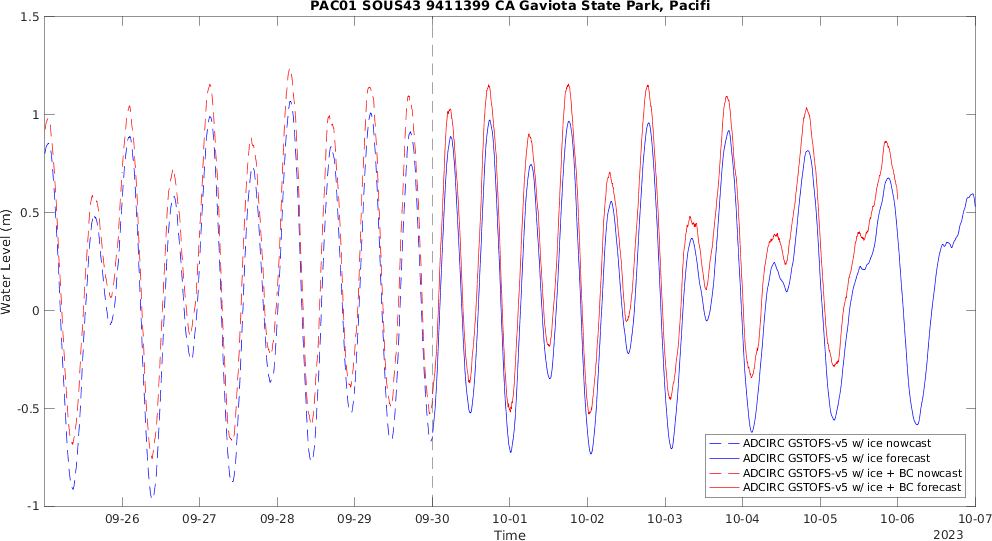 PAC01 SOUS43 9411399 CA Gaviota State Park, Pacifi
1.5
1
0.5
0
-0.5
-1
Water Level (m)
09-26 09-27 09-28 09-29 09-30 10-01 10-02 10-03 10-04 10-05 10-06 10-07
Time
2023
ADCIRC GSTOFS-v5 w/ ice nowcast
ADCIRC GSTOFS-v5 w/ ice forecast
ADCIRC GSTOFS-v5 w/ ice + BC nowcast
ADCIRC GSTOFS-v5 w/ ice + BC forecast